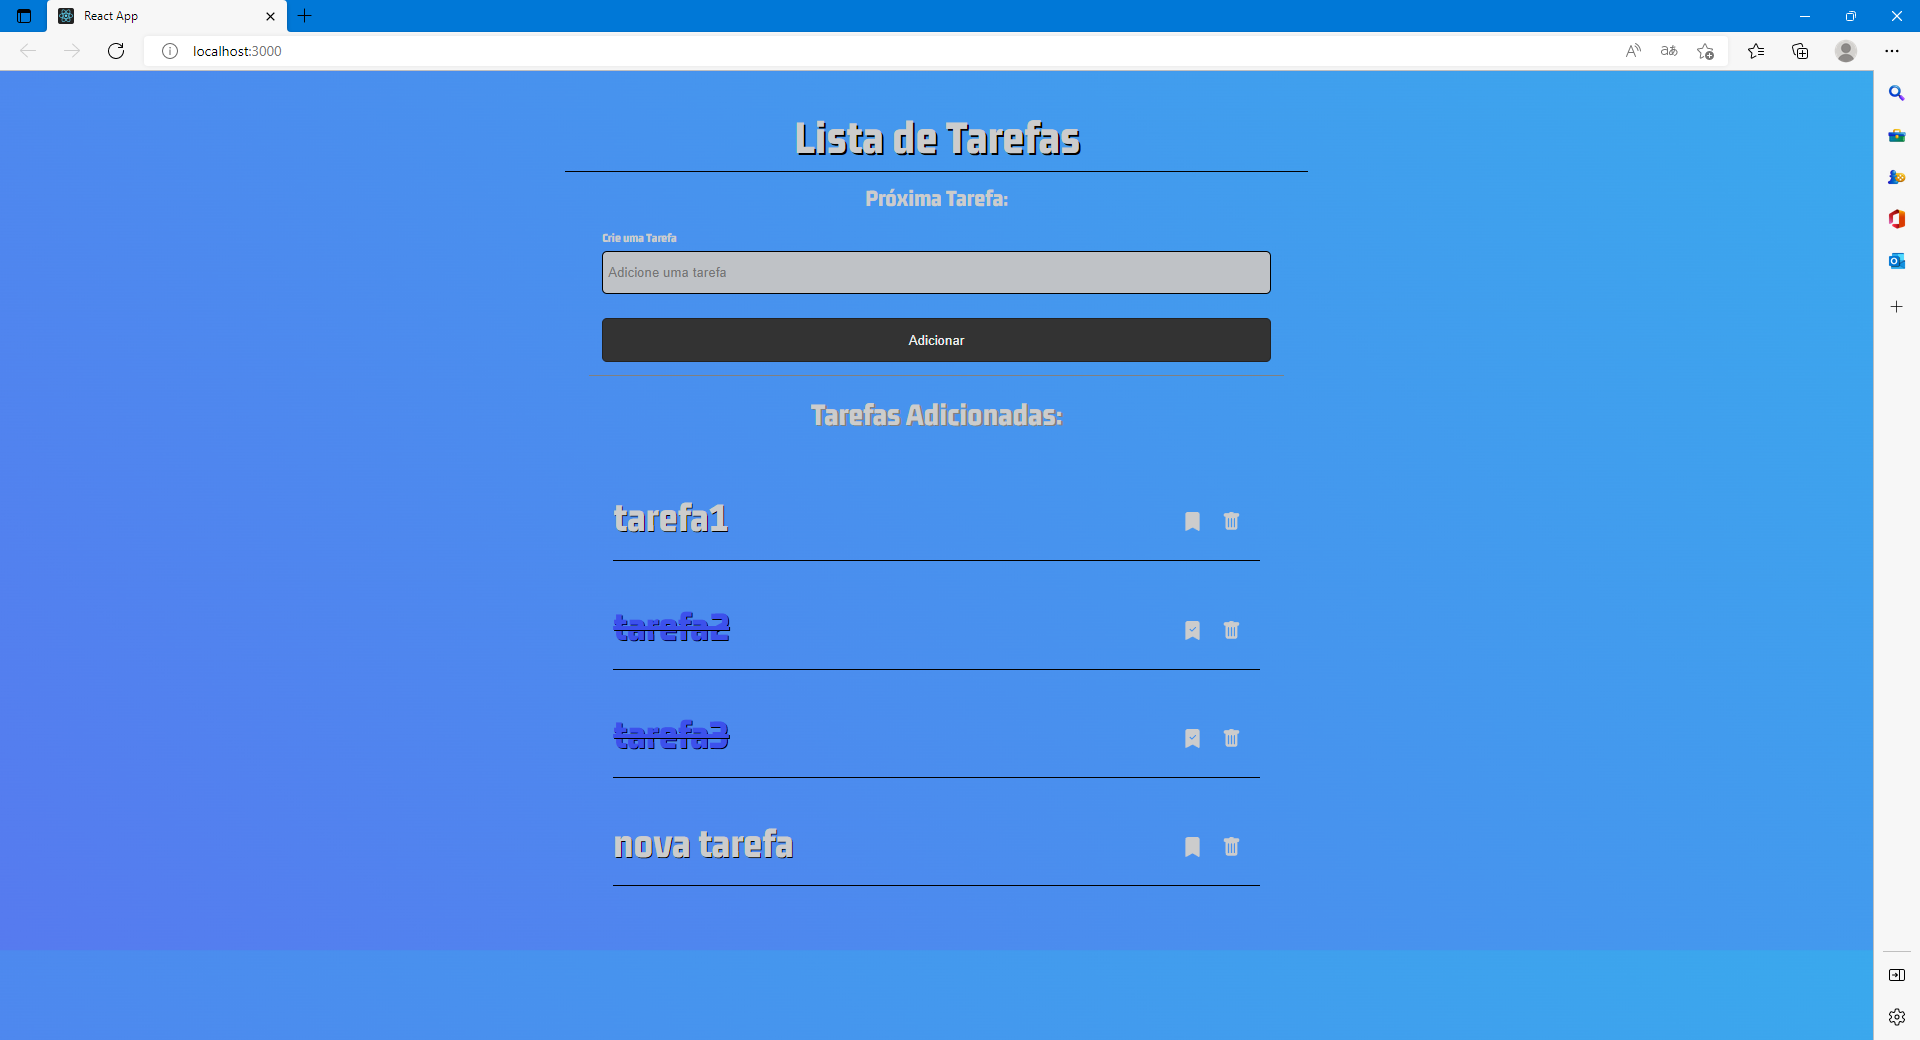 React App
localhost:3000
Lista de Tarefas
Próxima Tarefa:
Crie uma Tarefa
Adicione uma tarefa
Adicionar
Tarefas Adicionadas:
tarefa1
tarefa2
tarefa3
nova tarefa